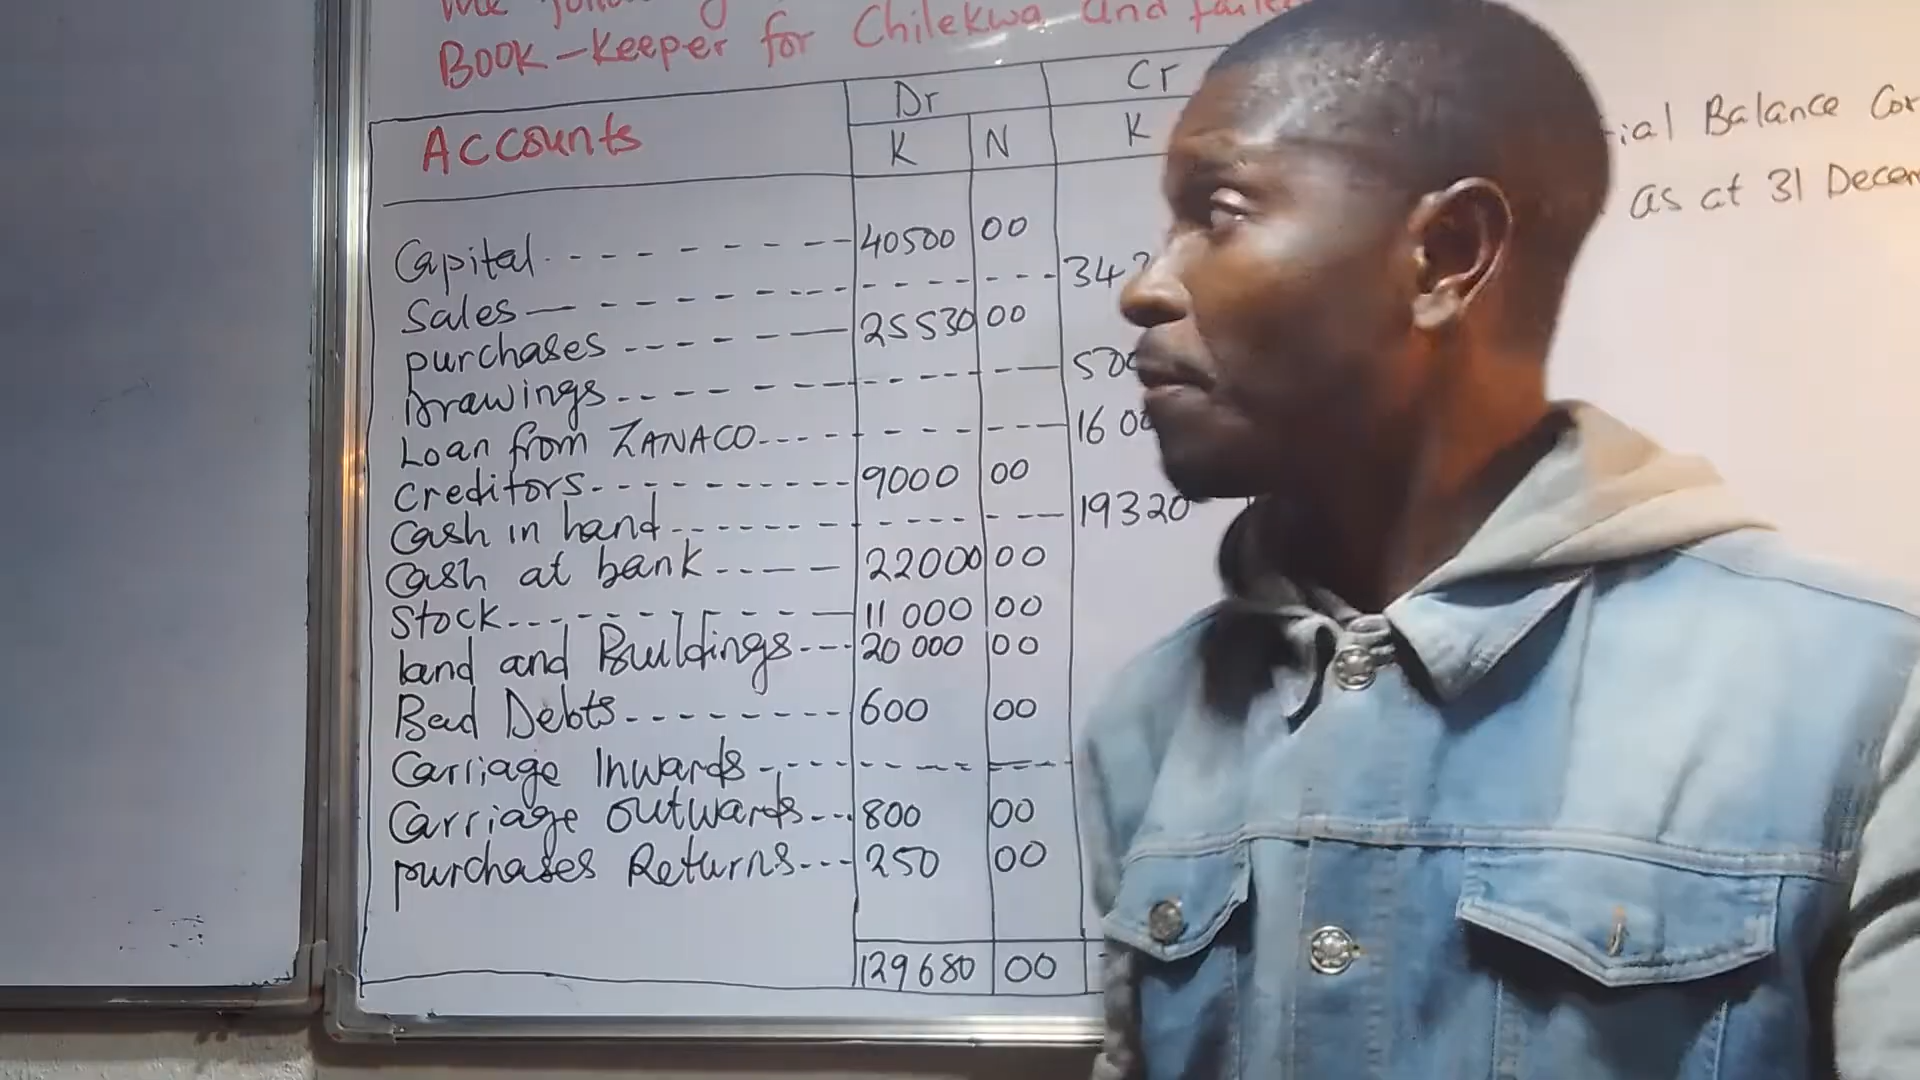 The following
Book-keeper for Chilekwa and failed
Accounts Dr Cr
K N K
Capital 40500 00
Sales
Purchases 25530 00
Drawings
Loan from ZANACO
Creditors 9000 00
Cash in hand 19320
Cash at bank 22000 00
Stock 11 000 00
land and Buildings 20 000 00
Bad Debts 600 00
Carriage Inwards
Carriage outwards 800 00
purchases Returns 250 00
129680 00
Balance
as at 31